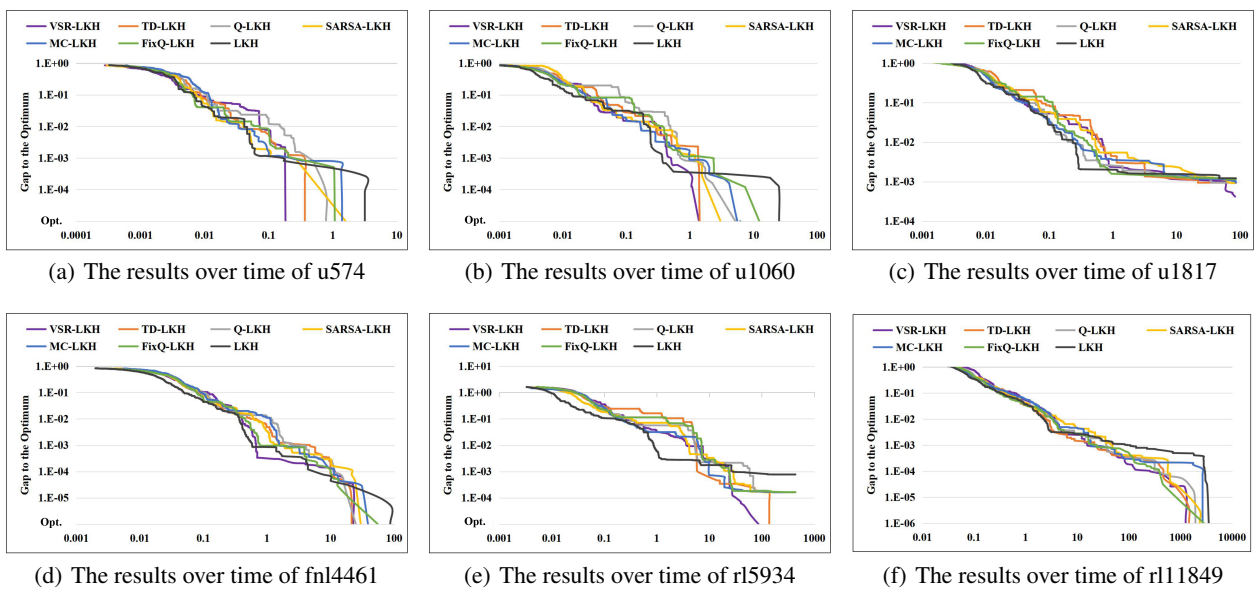 VSR-LKH TD-LKH Q-LKH SARSA-LKH
MC-LKH FixQ-LKH LKH
Gap to the Optimum
1.E+00
1.E-01
1.E-02
1.E-03
1.E-04
Opt.
0.0001 0.001 0.01 0.1 1 10
(a) The results over time of u574
VSR-LKH TD-LKH Q-LKH SARSA-LKH
MC-LKH FixQ-LKH LKH
Gap to the Optimum
1.E+00
1.E-01
1.E-02
1.E-03
1.E-04
Opt.
0.001 0.01 0.1 1 10 100
(b) The results over time of u1060
VSR-LKH TD-LKH Q-LKH SARSA-LKH
MC-LKH FixQ-LKH LKH
Gap to the Optimum
1.E+00
1.E-01
1.E-02
1.E-03
1.E-04
0.001 0.01 0.1 1 10 100
(c) The results over time of u1817
VSR-LKH TD-LKH Q-LKH SARSA-LKH
MC-LKH FixQ-LKH LKH
Gap to the Optimum
1.E+00
1.E-01
1.E-02
1.E-03
1.E-04
1.E-05
Opt.
0.001 0.01 0.1 1 10 100
(d) The results over time of fnl4461
VSR-LKH TD-LKH Q-LKH SARSA-LKH
MC-LKH FixQ-LKH LKH
Gap to the Optimum
1.E+01
1.E+00
1.E-01
1.E-02
1.E-03
1.E-04
Opt.
0.001 0.01 0.1 1 10 100 1000
(e) The results over time of rl5934
VSR-LKH TD-LKH Q-LKH SARSA-LKH
MC-LKH FixQ-LKH LKH
Gap to the Optimum
1.E+00
1.E-01
1.E-02
1.E-03
1.E-04
1.E-05
1.E-06
0.01 0.1 1 10 100 1000 10000
(f) The results over time of rl11849